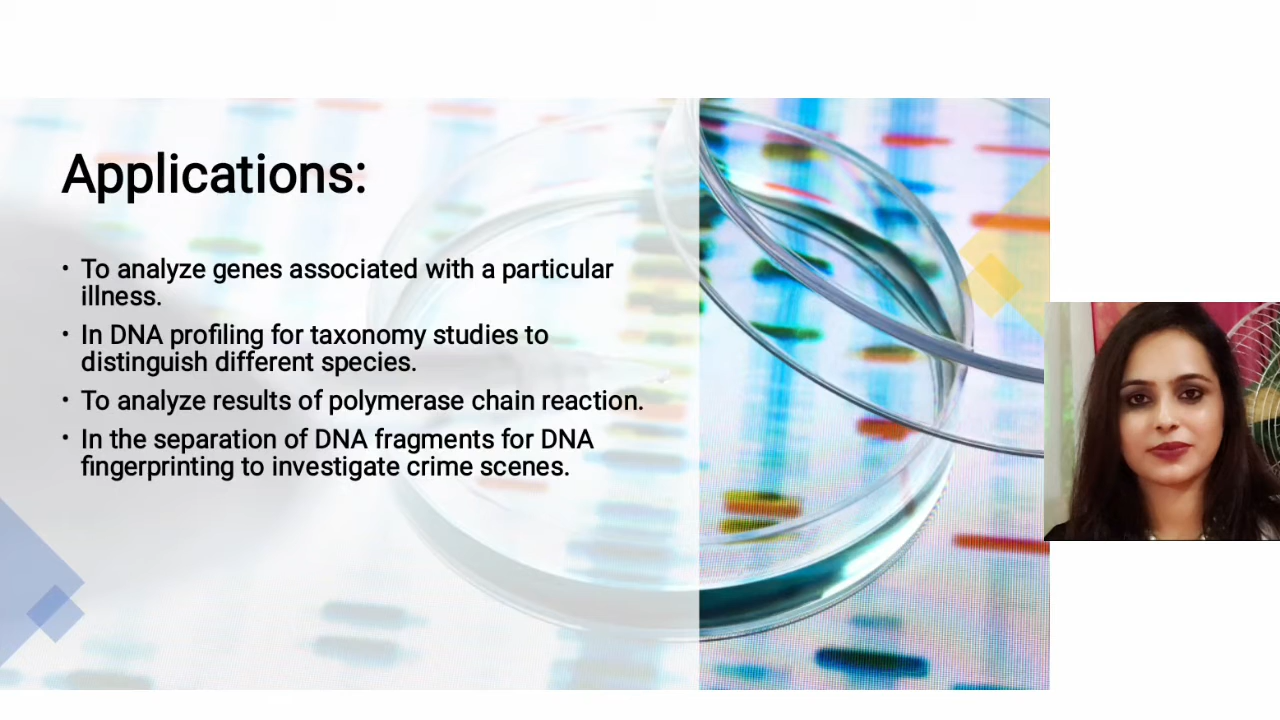 Applications:
• To analyze genes associated with a particular
illness.
• In DNA profiling for taxonomy studies to
distinguish different species.
• To analyze results of polymerase chain reaction.
• In the separation of DNA fragments for DNA
fingerprinting to investigate crime scenes.